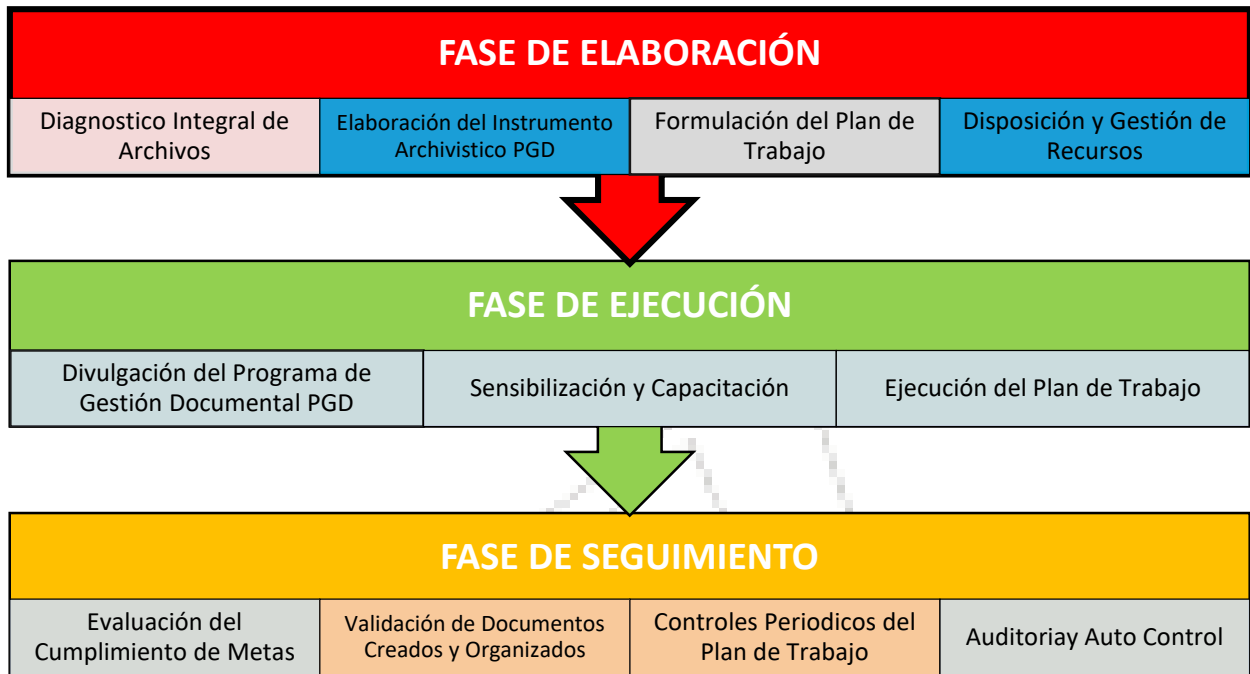 FASE DE ELABORACIÓN
Diagnostico Integral de
Archivos
Elaboración del Instrumento
Archivistico PGD
Formulación del Plan de
Trabajo
Disposición y Gestión de
Recursos
FASE DE EJECUCIÓN
Divulgación del Programa de
Gestión Documental PGD
Sensibilización y Capacitación
Ejecución del Plan de Trabajo
FASE DE SEGUIMIENTO
Evaluación del
Cumplimiento de Metas
Validación de Documentos
Creados y Organizados
Controles Periodicos del
Plan de Trabajo
Auditoriay Auto Control